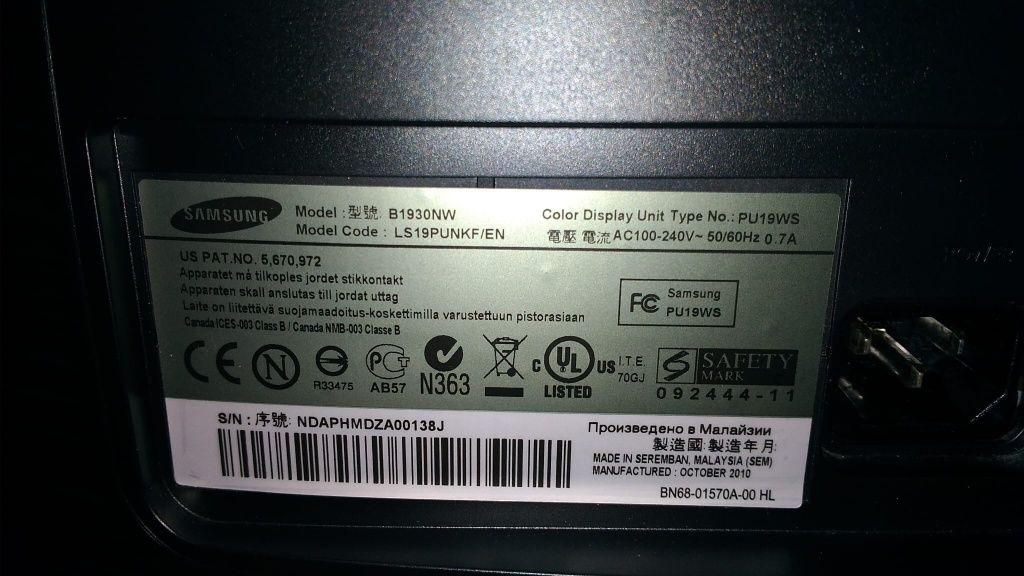 SAMSUNG
Model : 型號: B1930NW
Model Code : LS19PUNKF/EN
Color Display Unit Type No.: PU19WS
電壓 電流 AC100-240V~ 50/60Hz 0.7A
US PAT.NO. 5,670,972
Apparatet må tilkoples jordet stikkontakt
Apparaten skall anslutas till jordat uttag
Laite on liitettävä suojamaadoitus-koskettimilla varustettuun pistorasiaan
Canada ICES-003 Class B / Canada NMB-003 Classe B
FC Samsung
PU19WS
CE
N
R33475
PCT
AB57
N363
C UL US
LISTED
I.T.E.
70GJ
S SAFETY
MARK
092444-11
S/N : 序號: NDAPHMDZA00138J
Произведено в Малайзии
製造國: 製造年月:
MADE IN SEREMBAN, MALAYSIA (SEM)
MANUFACTURED : OCTOBER 2010
BN68-01570A-00 HL